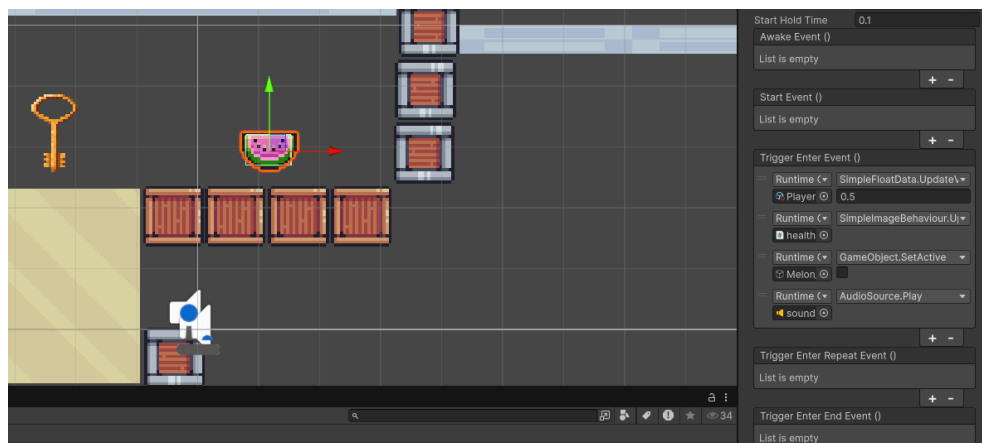 Start Hold Time 0.1
Awake Event ()
List is empty
+ -
Start Event ()
List is empty
+ -
Trigger Enter Event ()
Runtime ( SimpleFloatData.UpdateV
Player 0.5
Runtime ( SimpleImageBehaviour.U
health
Runtime ( GameObject.SetActive
Melon_
Runtime ( AudioSource.Play
sound
+ -
Trigger Enter Repeat Event ()
List is empty
+ -
34
Trigger Enter End Event ()
List is empty